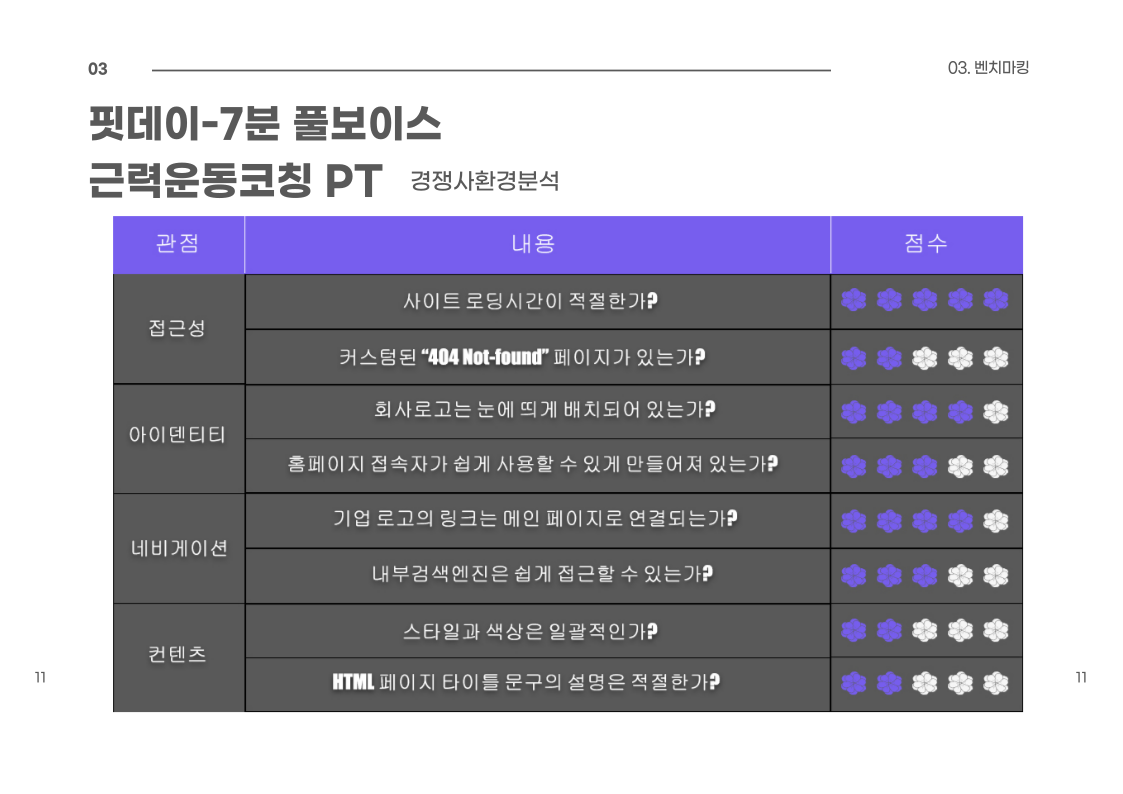 03
03. 벤치마킹
핏데이-7분 풀보이스
근력운동코칭 PT 경쟁사환경분석
관점 내용 점수
접근성
사이트 로딩시간이 적절한가?
커스텀된 “404 Not-found” 페이지가 있는가?
아이덴티티
회사로고는 눈에 띄게 배치되어 있는가?
홈페이지 접속자가 쉽게 사용할 수 있게 만들어져 있는가?
네비게이션
기업 로고의 링크는 메인 페이지로 연결되는가?
내부검색엔진은 쉽게 접근할 수 있는가?
컨텐츠
스타일과 색상은 일괄적인가?
HTML 페이지 타이틀 문구의 설명은 적절한가?
11
11